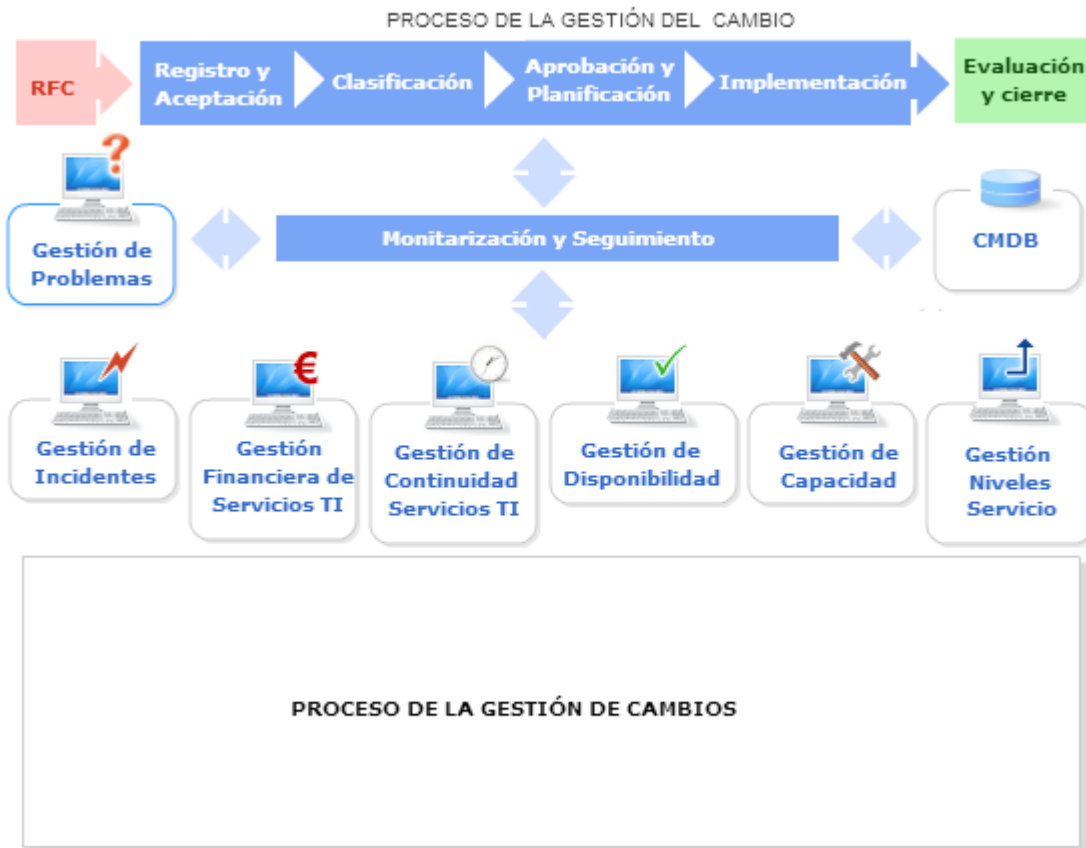 PROCESO DE LA GESTIÓN DEL CAMBIO
RFC
Registro y
Aceptación
Clasificación
Aprobación y
Planificación
Implementación
Evaluación
y cierre
Gestión de
Problemas
Monitarización y Seguimiento
CMDB
Gestión de
Incidentes
Gestión
Financiera de
Servicios TI
Gestión de
Continuidad
Servicios TI
Gestión de
Disponibilidad
Gestión de
Capacidad
Gestión
Niveles
Servicio
PROCESO DE LA GESTIÓN DE CAMBIOS